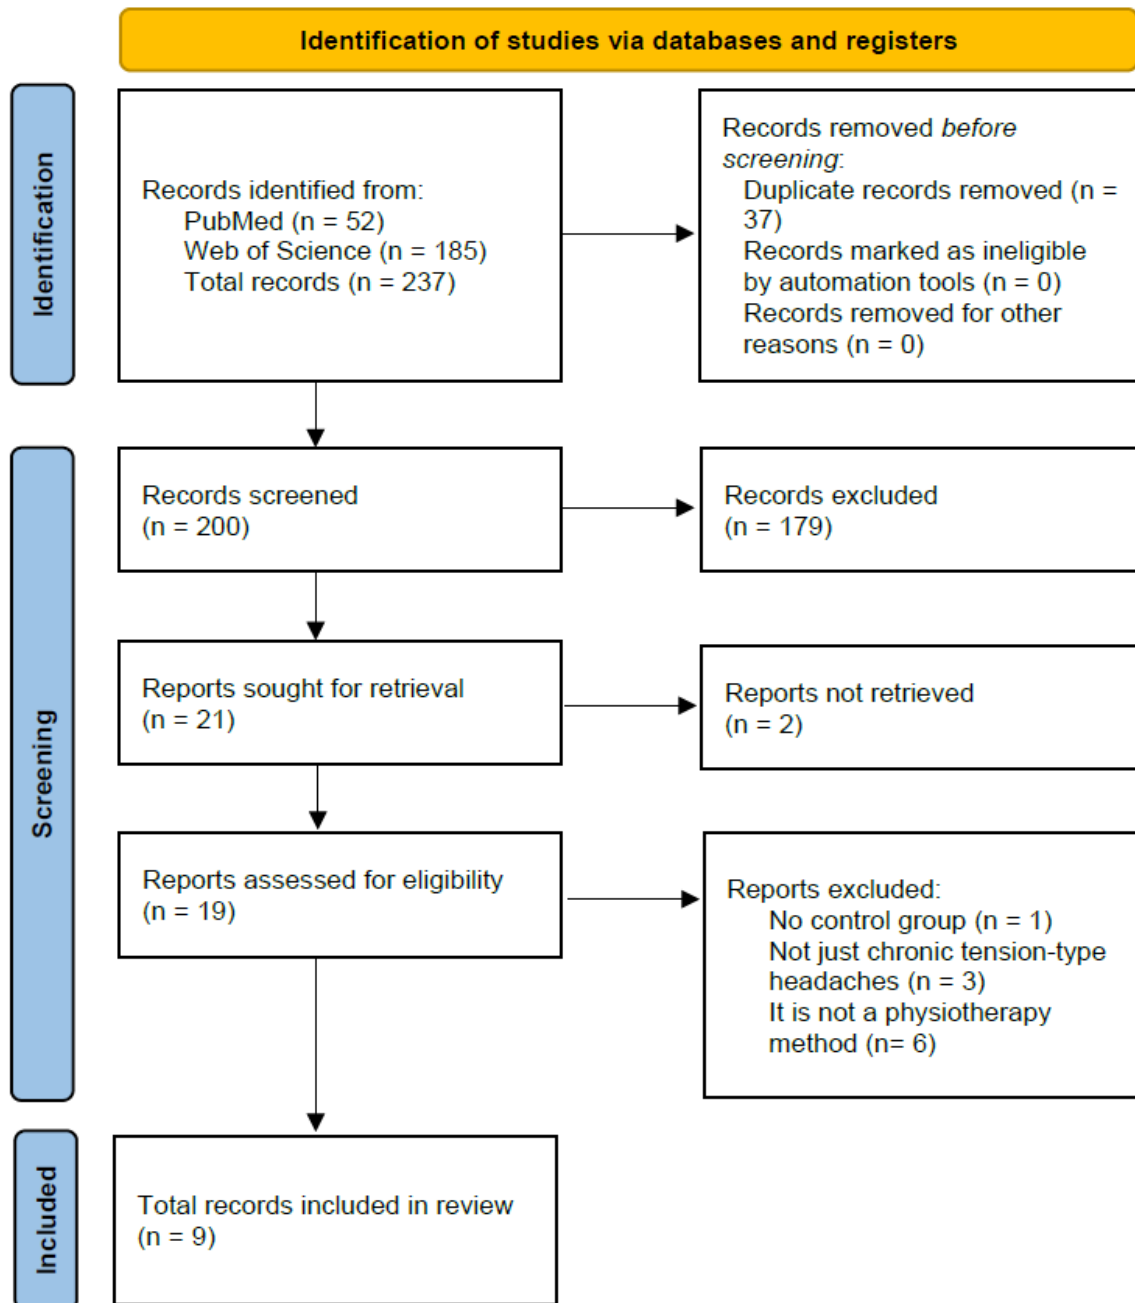 Identification of studies via databases and registers
Identification
Records identified from:
PubMed (n = 52)
Web of Science (n = 185)
Total records (n = 237)
Records removed before
screening:
Duplicate records removed (n =
37)
Records marked as ineligible
by automation tools (n = 0)
Records removed for other
reasons (n = 0)
Screening
Records screened
(n = 200)
Records excluded
(n = 179)
Reports sought for retrieval
(n = 21)
Reports not retrieved
(n = 2)
Reports assessed for eligibility
(n = 19)
Reports excluded:
No control group (n = 1)
Not just chronic tension-type
headaches (n = 3)
It is not a physiotherapy
method (n= 6)
Included
Total records included in review
(n = 9)